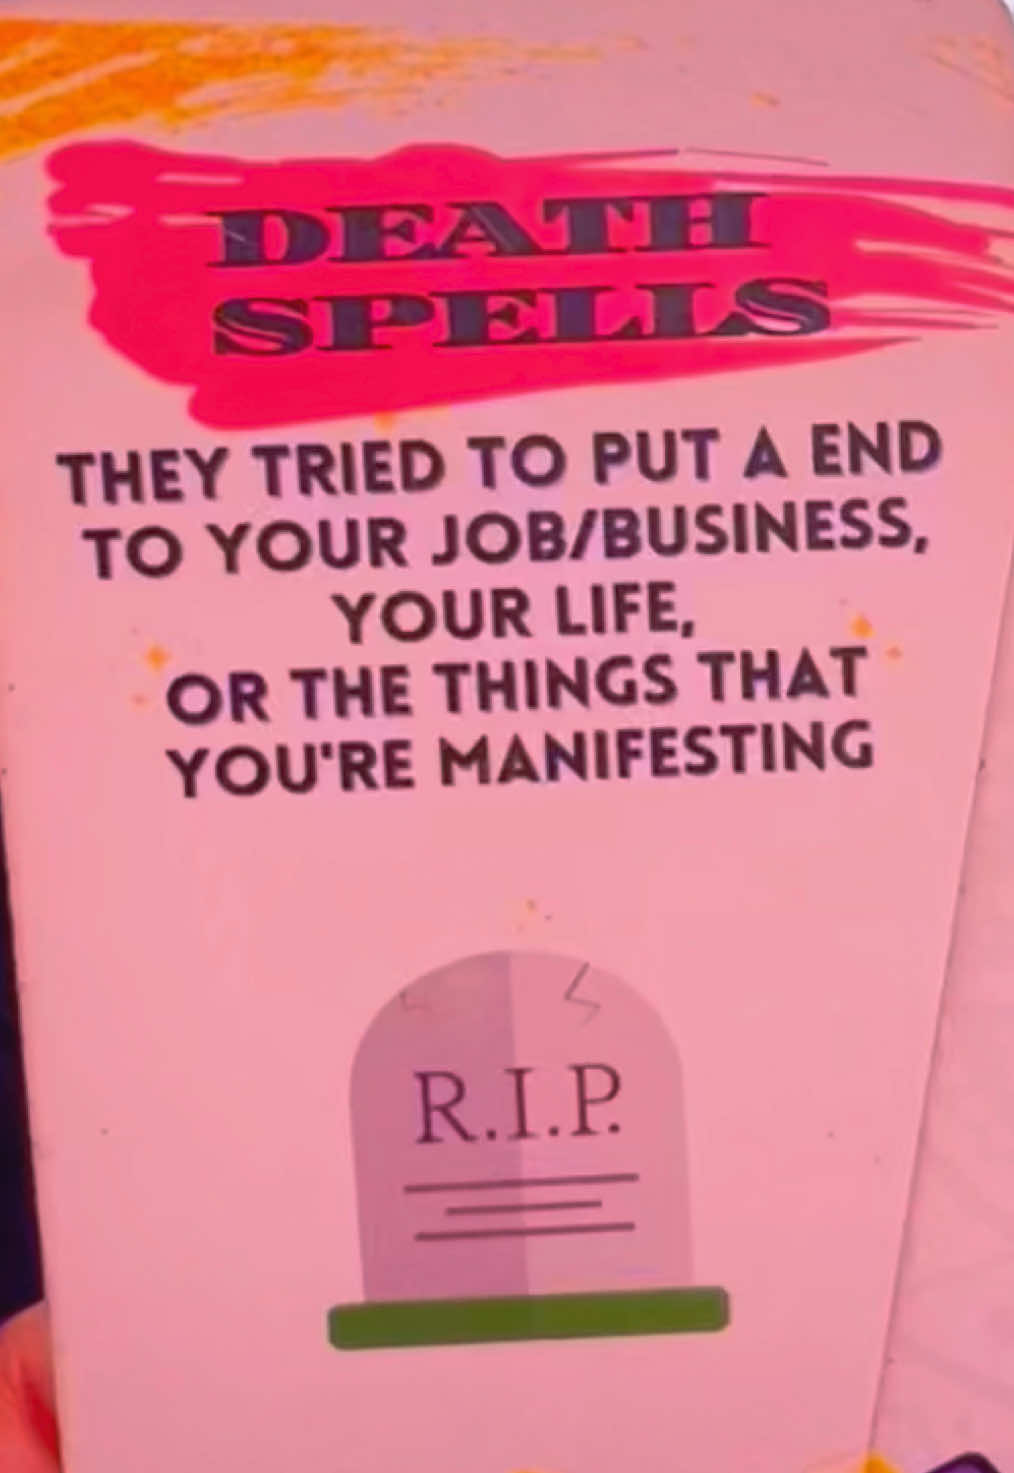 DEATH
SPELLS
THEY TRIED TO PUT A END
TO YOUR JOB/BUSINESS,
YOUR LIFE,
OR THE THINGS THAT
YOU'RE MANIFESTING
R.I.P.